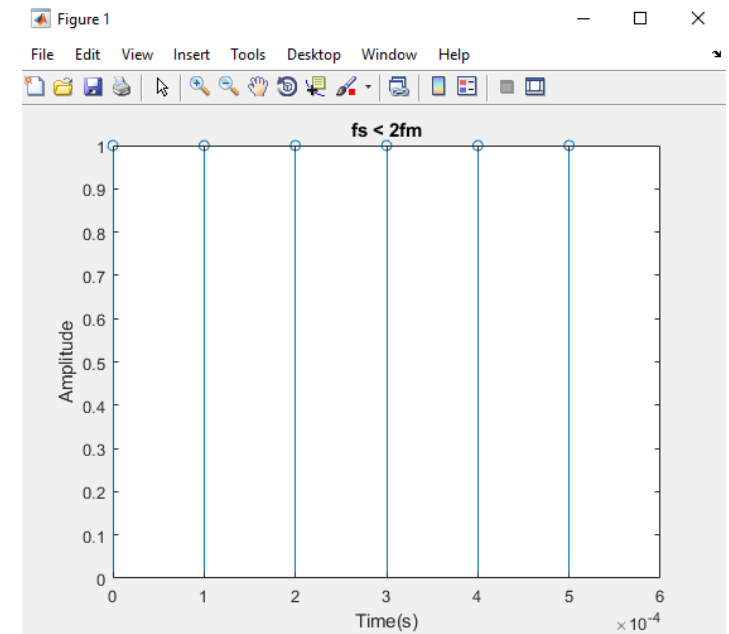 Figure 1
File Edit View Insert Tools Desktop Window Help
fs < 2fm
1
0.9
0.8
0.7
0.6
0.5
0.4
0.3
0.2
0.1
0
Amplitude
0 1 2 3 4 5 6
Time(s)
×10-4